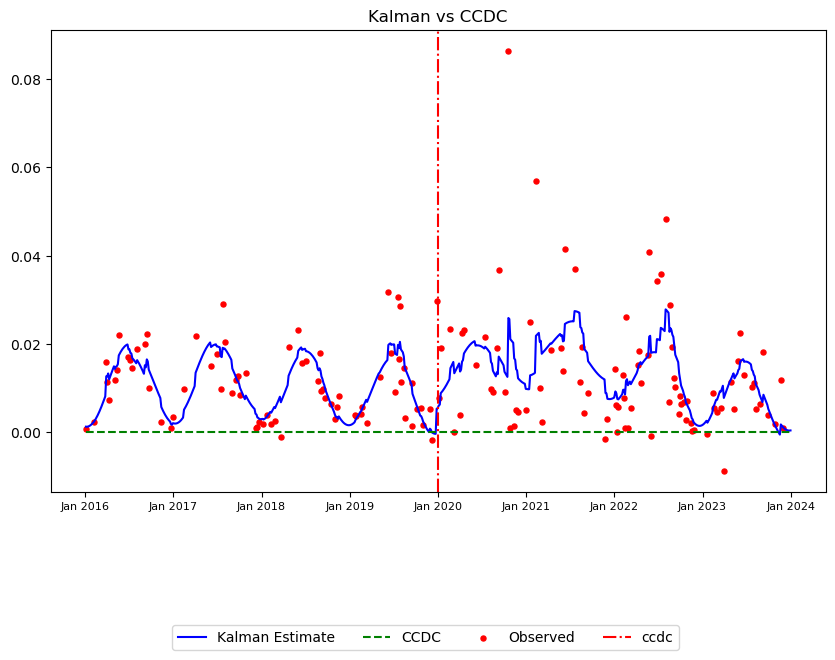 Kalman vs CCDC
0.08
0.06
0.04
0.02
0.00
Jan 2016 Jan 2017 Jan 2018 Jan 2019 Jan 2020 Jan 2021 Jan 2022 Jan 2023 Jan 2024
Kalman Estimate CCDC Observed ccdc